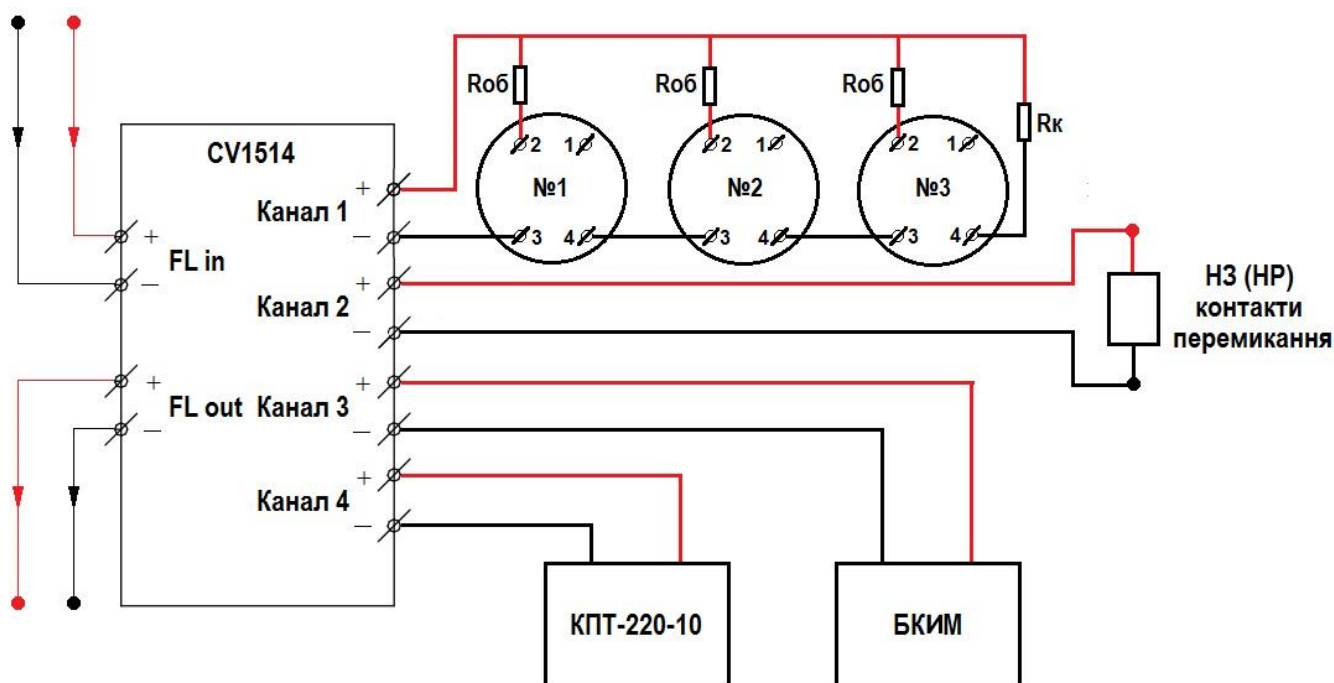 CV1514
FL in
+
—
FL out
+
—
Канал 1
+
—
Канал 2
+
—
Канал 3
+
—
Канал 4
+
—
Rоб
Rоб
Rоб
Rк
2 1
№1
3 4
2 1
№2
3 4
2 1
№3
3 4
НЗ (НР)
контакти
перемикання
КПТ-220-10
БКИМ